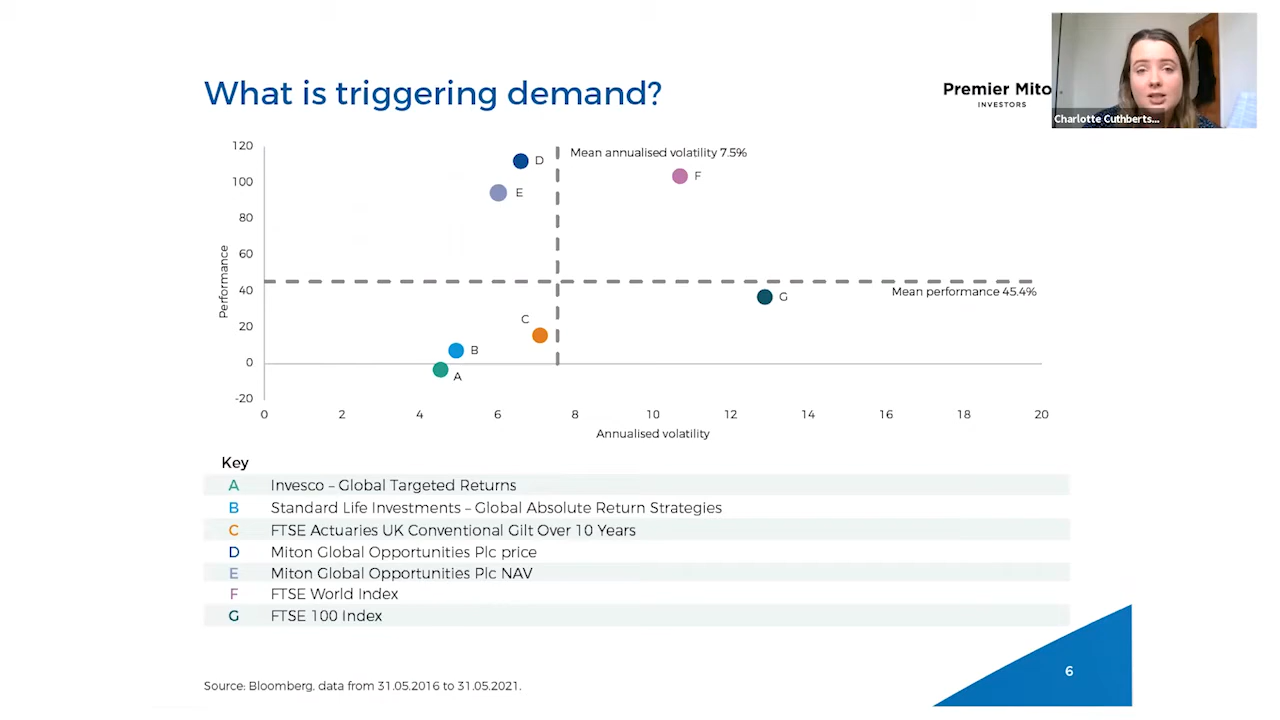 What is triggering demand?
Premier Mito
INVESTORS
Charlotte Cuthberts...
120
100
80
60
40
20
0
-20
Performance
Mean annualised volatility 7.5%
D
F
E
Mean performance 45.4%
G
C
B
A
0 2 4 6 8 10 12 14 16 18 20
Annualised volatility
Key
A Invesco – Global Targeted Returns
B Standard Life Investments – Global Absolute Return Strategies
C FTSE Actuaries UK Conventional Gilt Over 10 Years
D Miton Global Opportunities Plc price
E Miton Global Opportunities Plc NAV
F FTSE World Index
G FTSE 100 Index
6
Source: Bloomberg. data from 31.05.2016 to 31.05.2021.